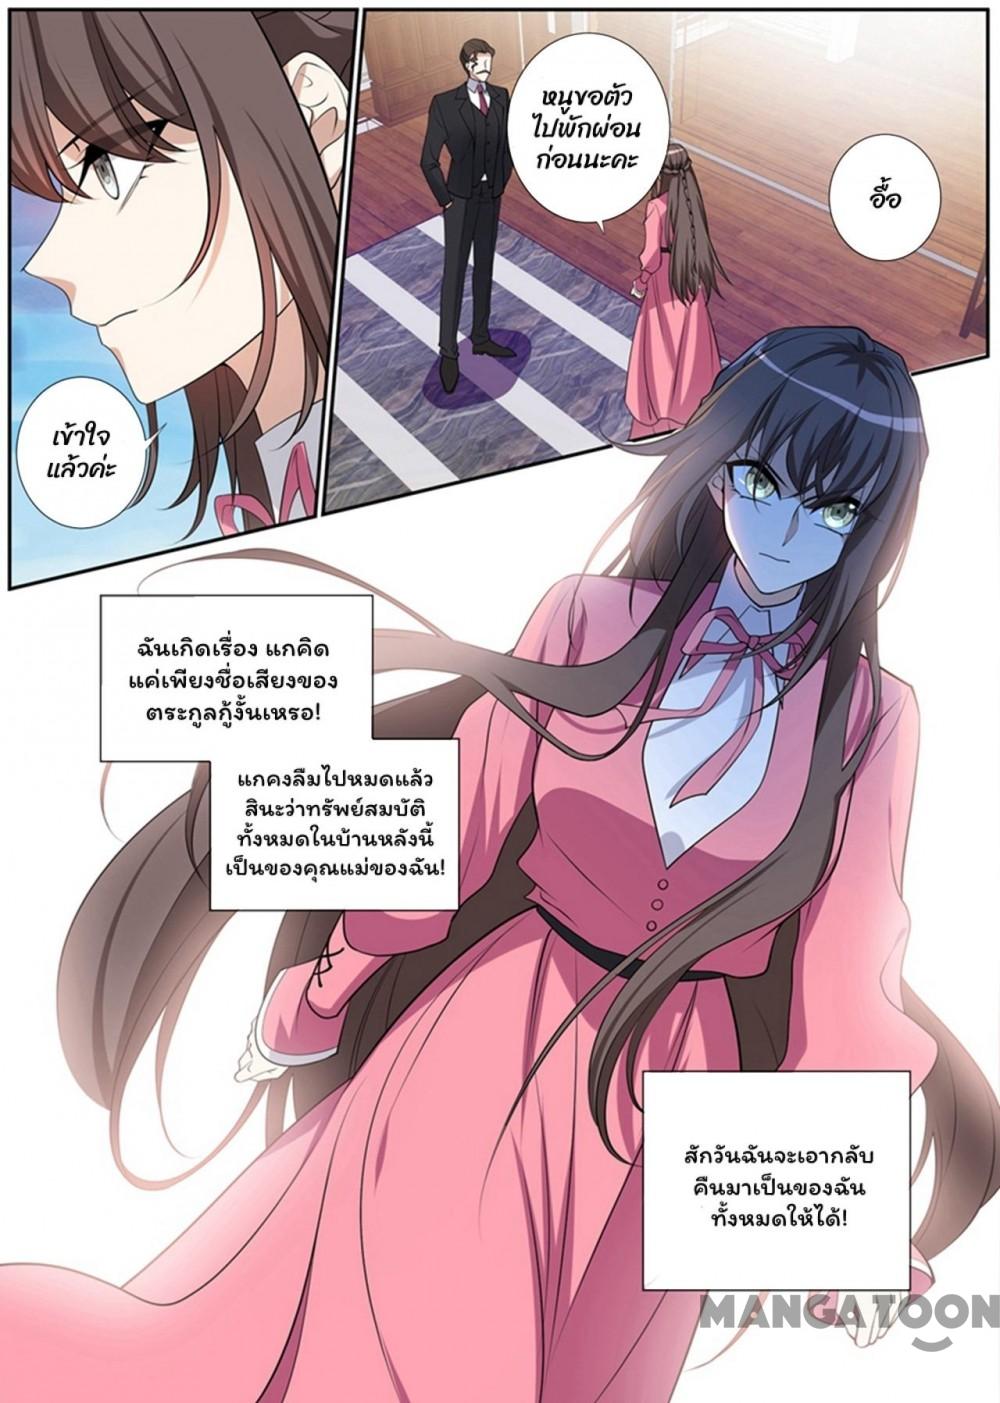 เข้าใจ
แล้วค่ะ
หนูขอตัว
ไปพักผ่อน
ก่อนนะคะ
อื้อ
ฉันเกิดเรื่อง แกคิด
แค่เพียงชื่อเสียงของ
ตระกูลกู้งั้นเหรอ!
แกคงลืมไปหมดแล้ว
สินะว่าทรัพย์สมบัติ
ทั้งหมดในบ้านหลังนี้
เป็นของคุณแม่ของฉัน!
สักวันฉันจะเอากลับ
คืนมาเป็นของฉัน
ทั้งหมดให้ได้!
MANGATOON